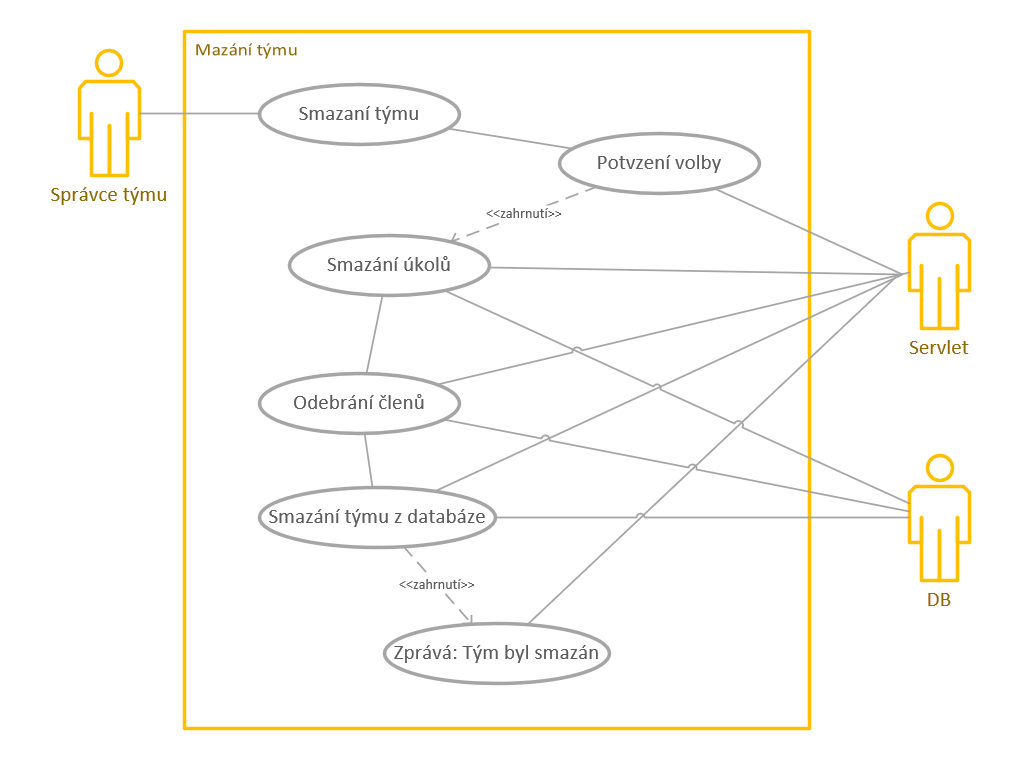 Mazání týmu
Smazaní týmu
Potvzení volby
Správce týmu
<<zahrnutí>>
Smazání úkolů
Servlet
Odebrání členů
Smazání týmu z databáze
<<zahrnutí>>
DB
Zprává: Tým byl smazán